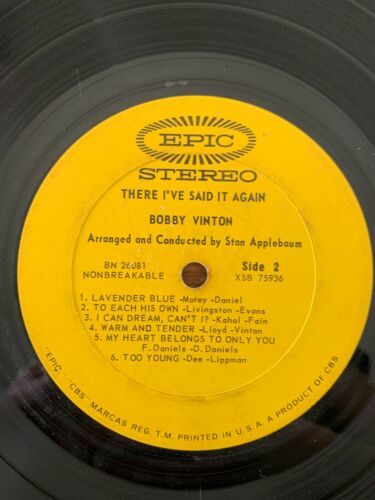 EPIC
STEREO
THERE I'VE SAID IT AGAIN
BOBBY VINTON
Arranged and Conducted by Stan Applebaum
BN 26081 Side 2
NONBREAKABLE XSB 75936
1. LAVENDER BLUE -Morey -Daniel
2. TO EACH HIS OWN -Livingston -Evans
3. I CAN DREAM, CAN'T I? -Kahal -Fain
4. WARM AND TENDER -Lloyd -Vinton
5. MY HEART BELONGS TO ONLY YOU
F. Daniels -D. Daniels
6. TOO YOUNG -Dee -Lippman
"EPIC," "CBS" MARCAS REG. T.M. PRINTED IN U.S.A. A PRODUCT OF CBS